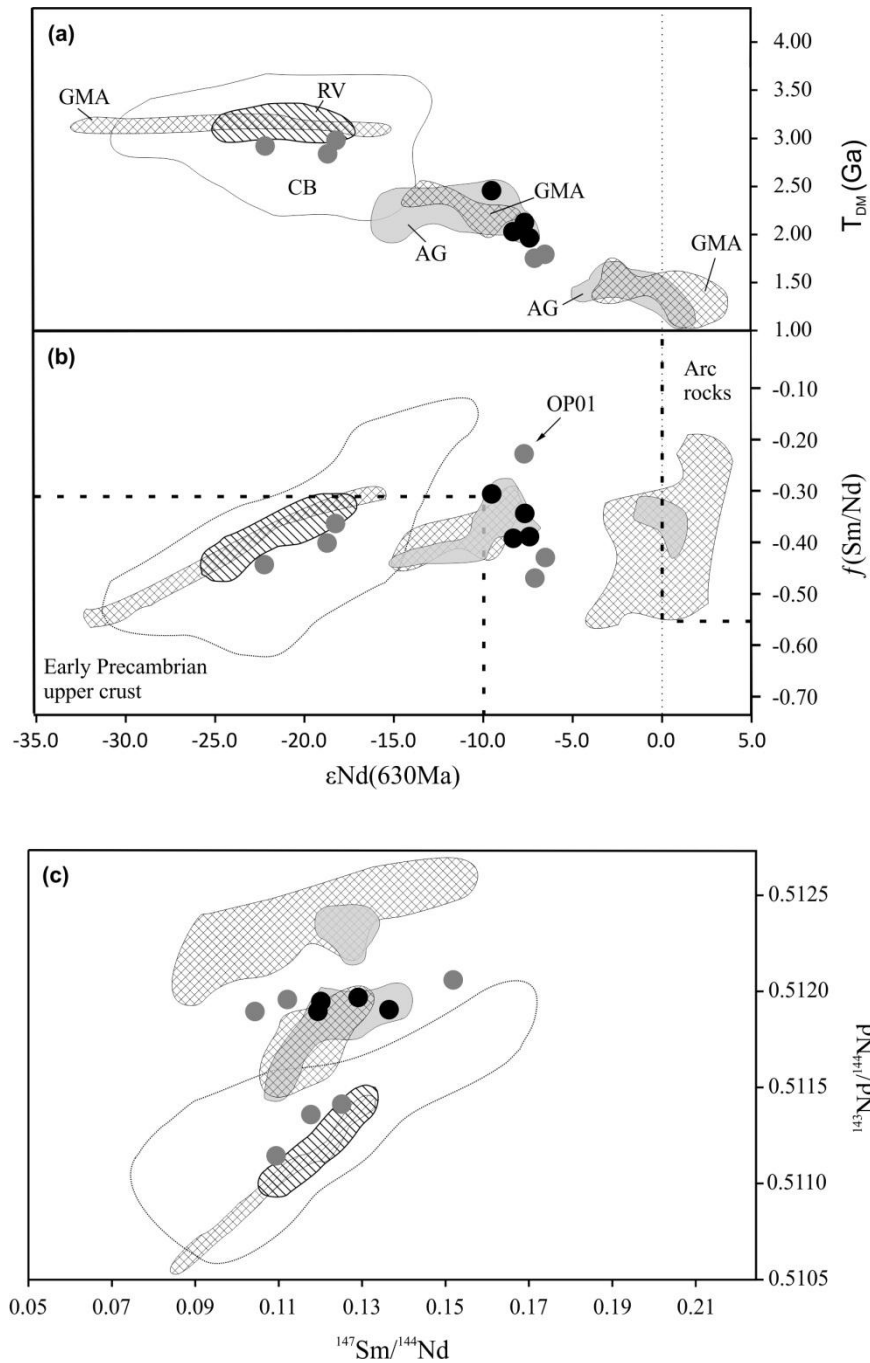 (a)
GMA
RV
CB
GMA
AG
GMA
AG
4.00
3.50
3.00
2.50
2.00
1.50
1.00
TDM (Ga)
(b)
Arc
rocks
OP01
Early Precambrian
upper crust
-0.10
-0.20
-0.30
-0.40
-0.50
-0.60
-0.70
f(Sm/Nd)
-35.0 -30.0 -25.0 -20.0 -15.0 -10.0 -5.0 0.0 5.0
εNd(630Ma)
(c)
0.5125
0.5120
0.5115
0.5110
0.5105
¹⁴³Nd/¹⁴⁴Nd
0.05 0.07 0.09 0.11 0.13 0.15 0.17 0.19 0.21
¹⁴⁷Sm/¹⁴⁴Nd